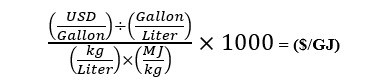 (USD/Gallon)÷(Gallon/Liter)
(kg/Liter)×(MJ/kg)
× 1000 = ($/GJ)